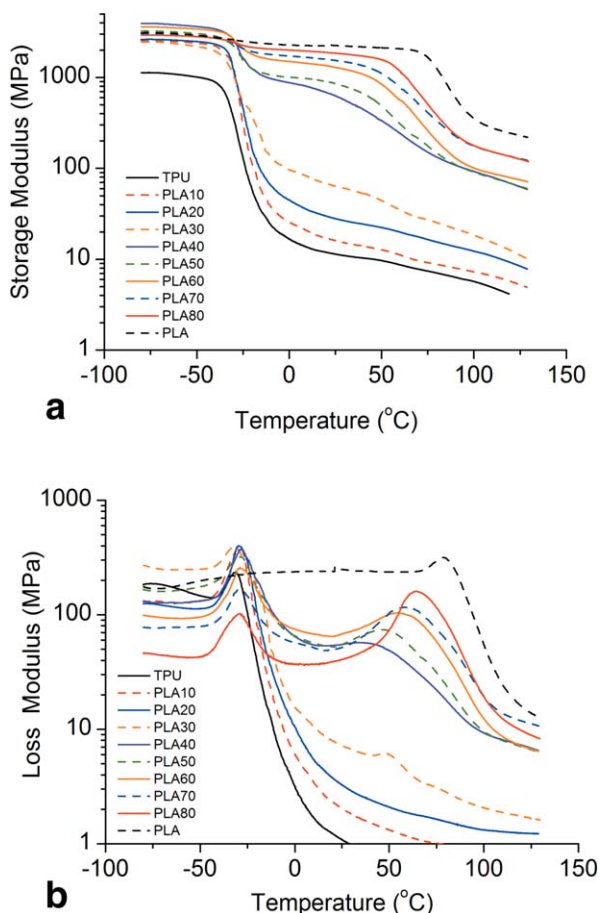 Storage Modulus (MPa)
1000
100
10
1
TPU
PLA10
PLA20
PLA30
PLA40
PLA50
PLA60
PLA70
PLA80
PLA
-100 -50 0 50 100 150
a
Temperature (°C)
Loss Modulus (MPa)
1000
100
10
1
TPU
PLA10
PLA20
PLA30
PLA40
PLA50
PLA60
PLA70
PLA80
PLA
-100 -50 0 50 100 150
b
Temperature (°C)